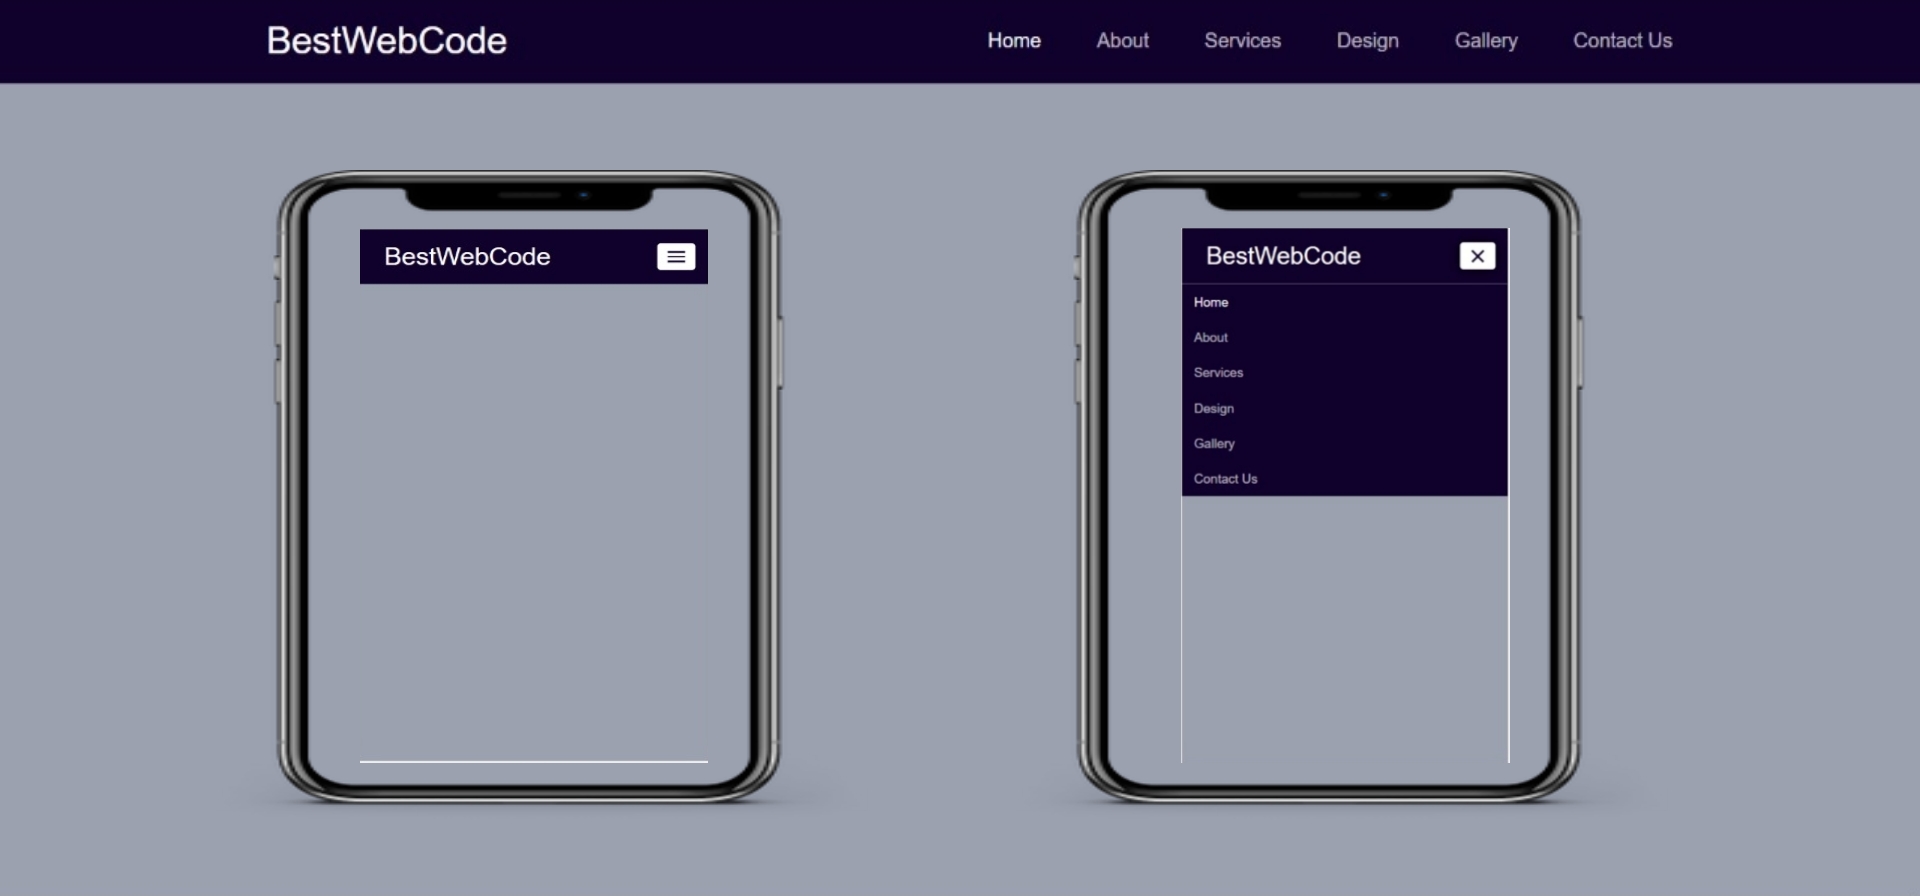 BestWebCode
Home About Services Design Gallery Contact Us
BestWebCode
BestWebCode
Home
About
Services
Design
Gallery
Contact Us